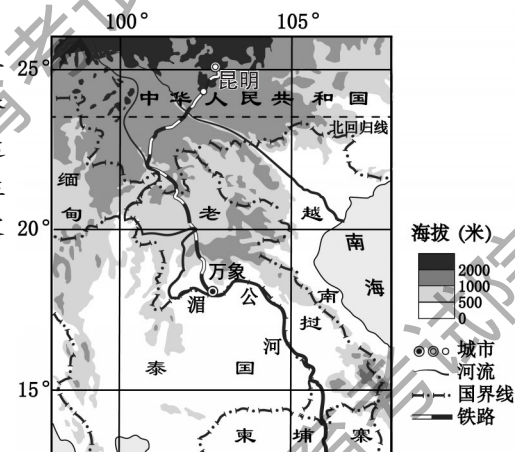 100° 105°
25°
昆明
中华人民共和国
北回归线
缅甸
老挝
越南
20°
南海
万象
湄公河
泰国
15°
柬埔寨
海拔 (米)
2000
1000
500
0
城市
河流
国界线
铁路